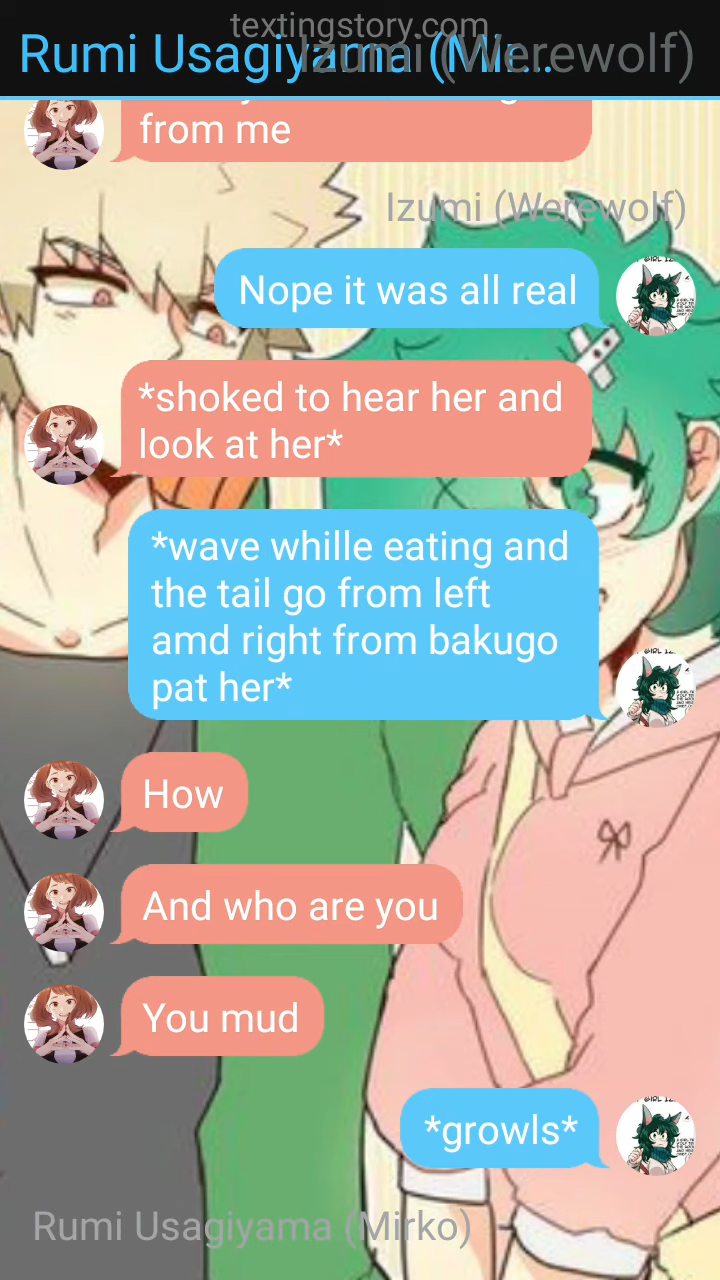 textingstory.com
Rumi Usagiyama (Mir...
Izumi (Werewolf)
from me
Izumi (Werewolf)
Nope it was all real
*shoked to hear her and
look at her*
*wave whille eating and
the tail go from left
amd right from bakugo
pat her*
How
And who are you
You mud
*growls*
Rumi Usagiyama (Mirko)